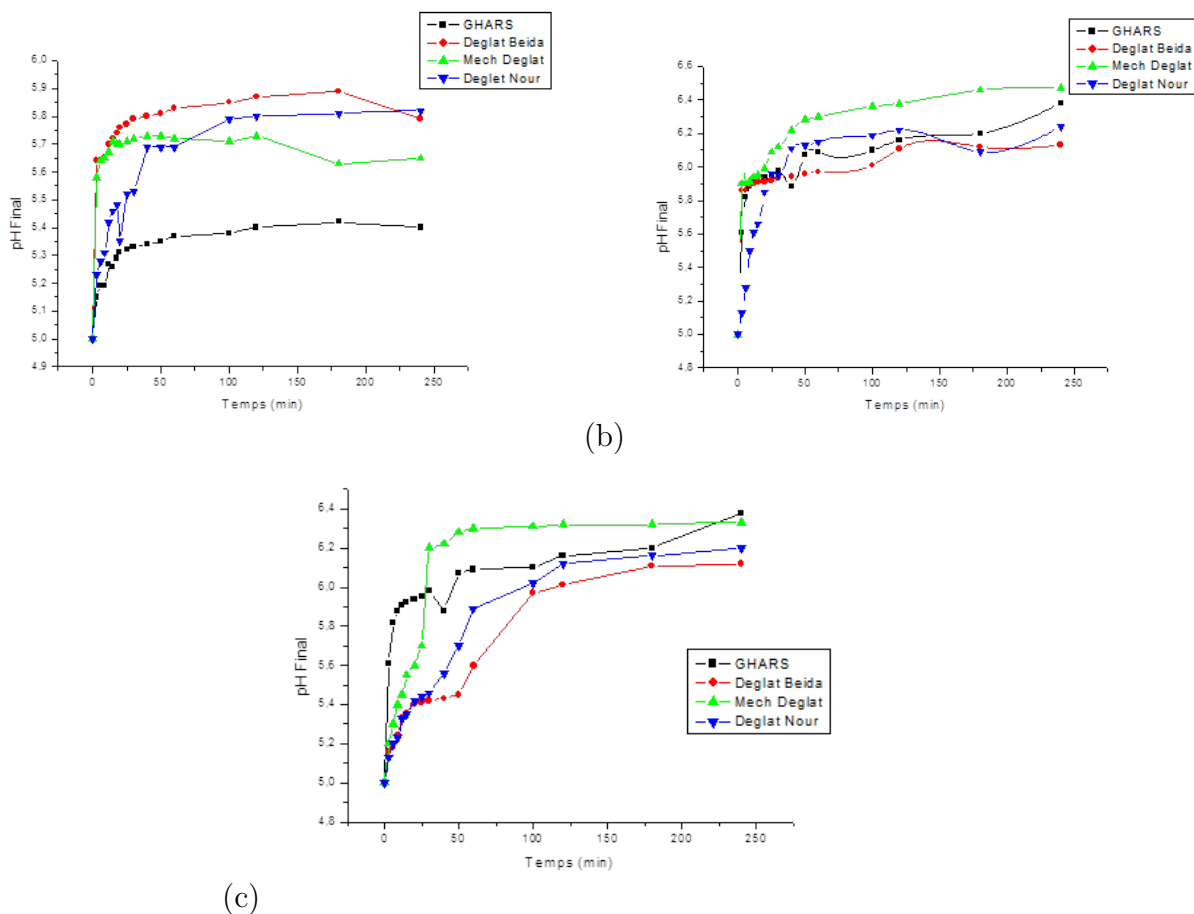 GHARS
Deglat Beida
Mech Deglat
Deglet Nour
6,0
5,9
5,8
5,7
5,6
5,5
5,4
5,3
5,2
5,1
5,0
4,9
pH Final
0 50 100 150 200 250
Temps (min)
GHARS
Deglat Beida
Mech Deglat
Deglat Nour
6,6
6,4
6,2
6,0
5,8
5,6
5,4
5,2
5,0
4,8
pH Final
0 50 100 150 200 250
Temps (min)
(b)
6,4
6,2
6,0
5,8
5,6
5,4
5,2
5,0
4,8
pH Final
GHARS
Deglat Beida
Mech Deglat
Deglat Nour
0 50 100 150 200 250
Temps (min)
(c)